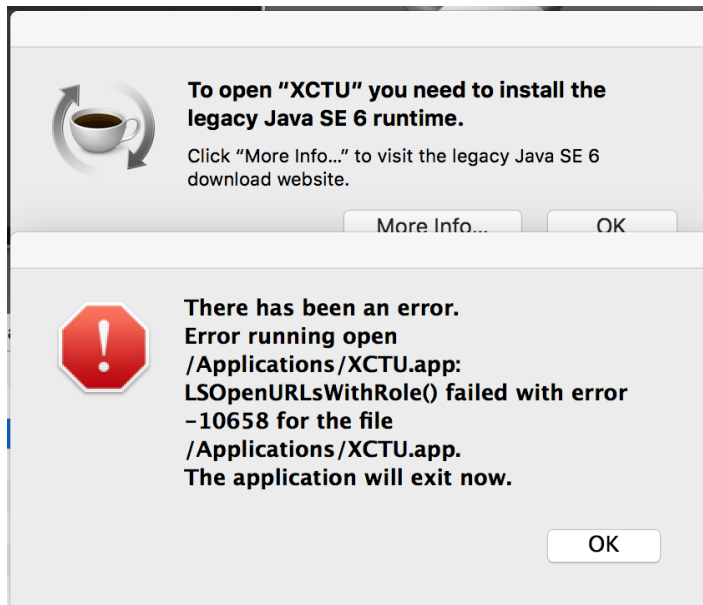 To open “XCTU” you need to install the
legacy Java SE 6 runtime.
Click “More Info...” to visit the legacy Java SE 6
download website.
More Info... OK
There has been an error.
Error running open
/Applications/XCTU.app:
LSOpenURLsWithRole() failed with error
-10658 for the file
/Applications/XCTU.app.
The application will exit now.
OK